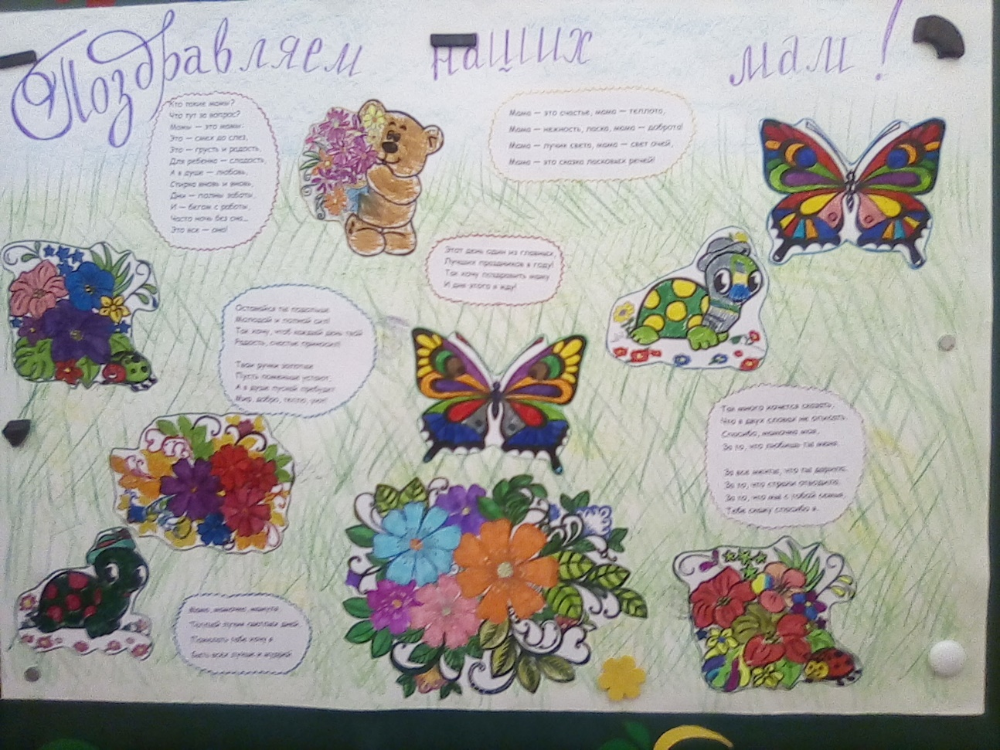 Поздравляем наших мам!
Кто такие мамы?
Что тут за вопрос?
Мамы — это мамы:
Это — смех до слез,
Это — грусть и радость,
Для ребенка — сладость,
А в душе — любовь,
Стирка вновь и вновь,
Дни — полны заботы,
И — бегом с работы,
Часто ночь без сна...
Это все — она!
Мама — это счастье, мама — теплота,
Мама — нежность, ласка, мама — доброта!
Мама — лучик света, мама — свет очей,
Мама — это сказка ласковых речей!
Этот день один из главных,
Лучших праздников в году!
Так хочу поздравить маму
И дня этого я жду!
Оставайся ты подольше
Молодой и полной сил!
Так хочу, чтоб каждый день твой
Радость, счастье приносил!
Твои ручки золотые
Пусть поменьше устают,
А в душе пускай пребудет
Мир, добро, тепло, уют!
Так много хочется сказать,
Что в двух словах не описать.
Спасибо, мамочка моя,
За то, что любишь ты меня.
За все мечты, что ты даришь,
За то, что страхи
За то, что мы с тобой семья,
Тебе скажу спасибо я.
Мама, мамочка, мамуля
Теплый лучик светлых дней
Пожелать тебе хочу я
Быть всех лучше и мудрей